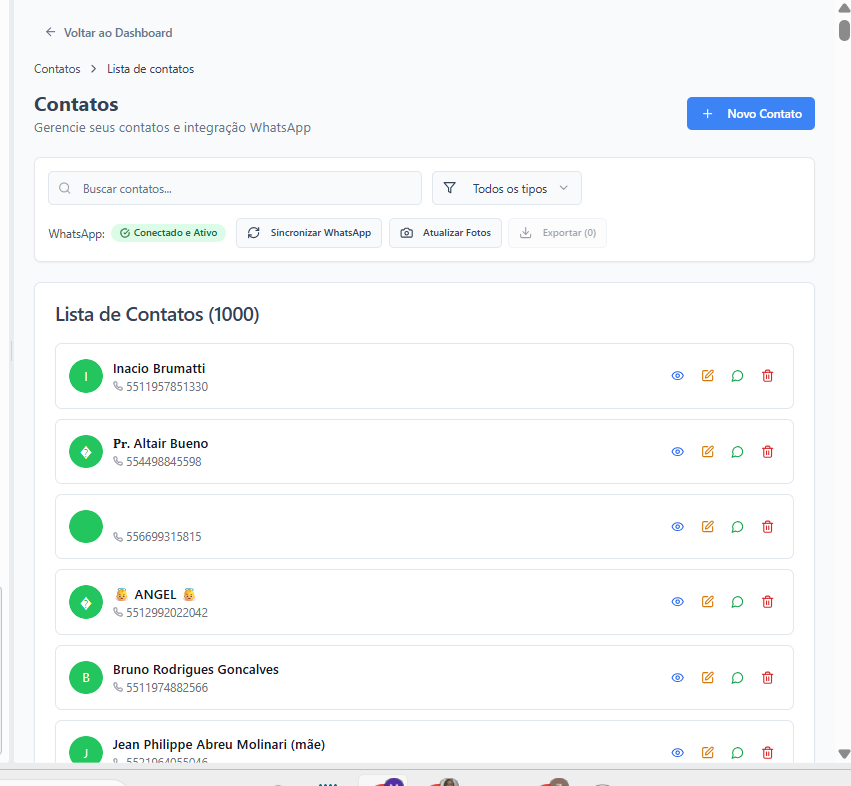 Voltar ao Dashboard
Contatos > Lista de contatos
Contatos
Gerencie seus contatos e integração WhatsApp
+ Novo Contato
Buscar contatos...
Todos os tipos
WhatsApp: Conectado e Ativo
Sincronizar WhatsApp
Atualizar Fotos
Exportar (0)
Lista de Contatos (1000)
I
Inacio Brumatti
5511957851330
�
𝐏𝐫. Altair Bueno
554498845598
556699315815
�
👼 ANGEL 👼
5512992022042
B
Bruno Rodrigues Goncalves
5511974882566
J
Jean Philippe Abreu Molinari (mãe)